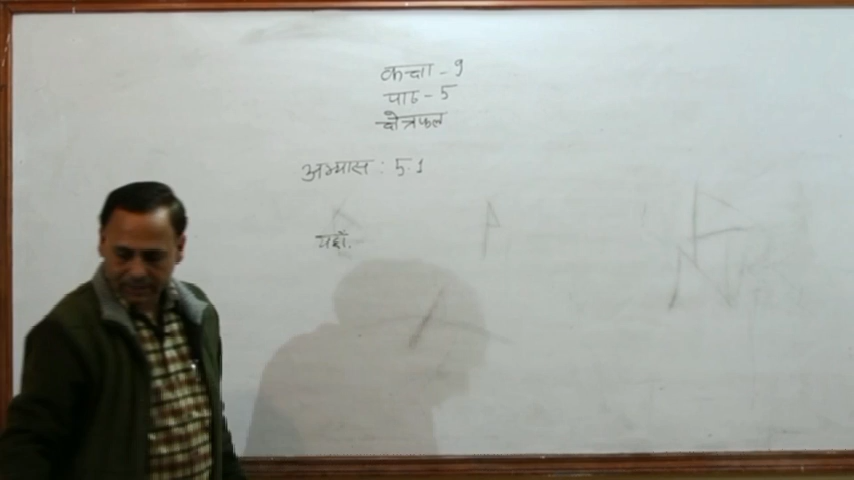 कक्षा - 9
पाठ - 5
क्षेत्रफल
अभ्यास : 5.1
यहाँ.